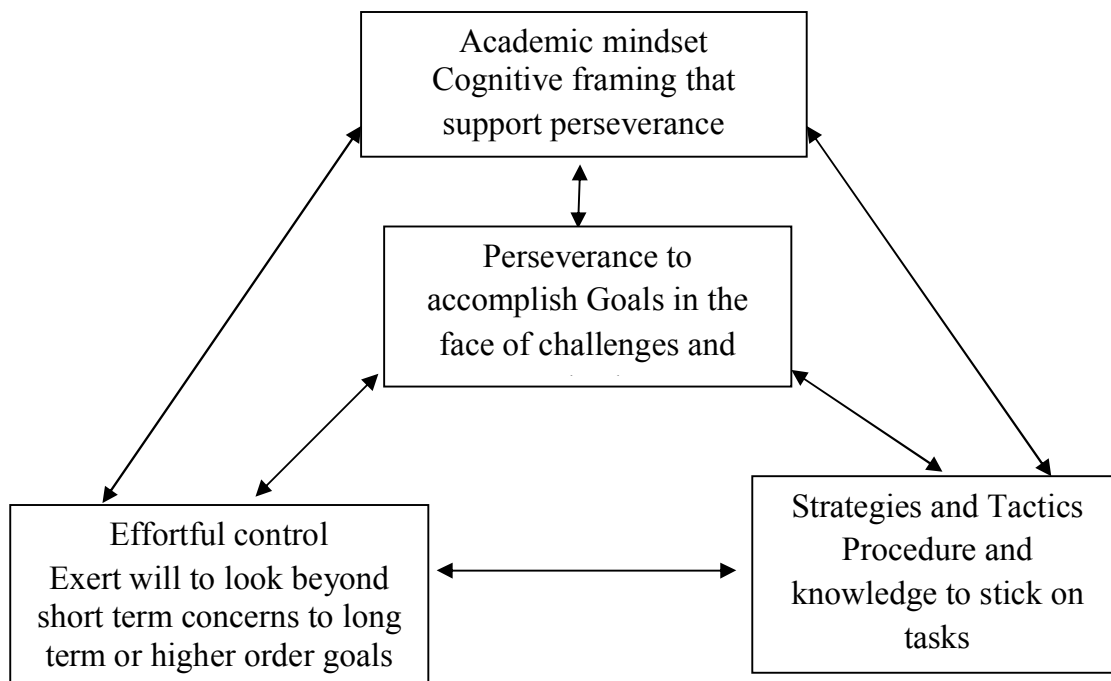 Academic mindset
Cognitive framing that
support perseverance
Perseverance to
accomplish Goals in the
face of challenges and
Effortful control
Exert will to look beyond
short term concerns to long
term or higher order goals
Strategies and Tactics
Procedure and
knowledge to stick on
tasks